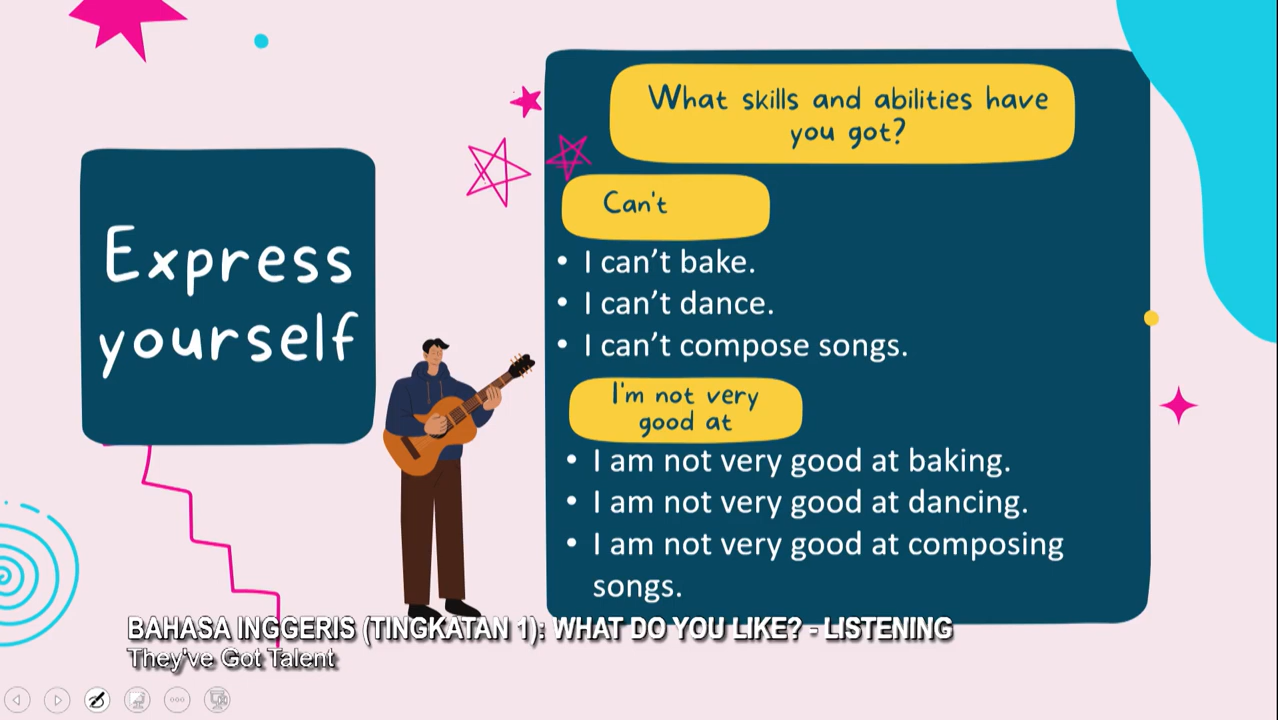 Express
yourself
What skills and abilities have
you got?
Can't
• I can’t bake.
• I can’t dance.
• I can’t compose songs.
I'm not very
good at
• I am not very good at baking.
• I am not very good at dancing.
• I am not very good at composing
songs.
BAHASA INGGERIS (TINGKATAN 1): WHAT DO YOU LIKE? - LISTENING
They've Got Talent